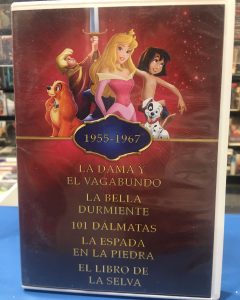 1955-1967
LA DAMA Y
EL VAGABUNDO
LA BELLA
DURMIENTE
101 DÁLMATAS
LA ESPADA
EN LA PIEDRA
EL LIBRO DE
LA SELVA